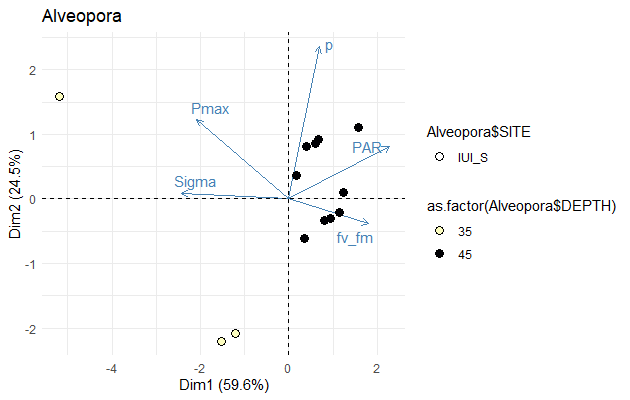 Alveopora
p
Pmax
PAR
Sigma
fv_fm
2
1
0
-1
-2
-4
-2
0
2
Dim1 (59.6%)
Dim2 (24.5%)
Alveopora$SITE
IUI_S
as.factor(Alveopora$DEPTH)
35
45